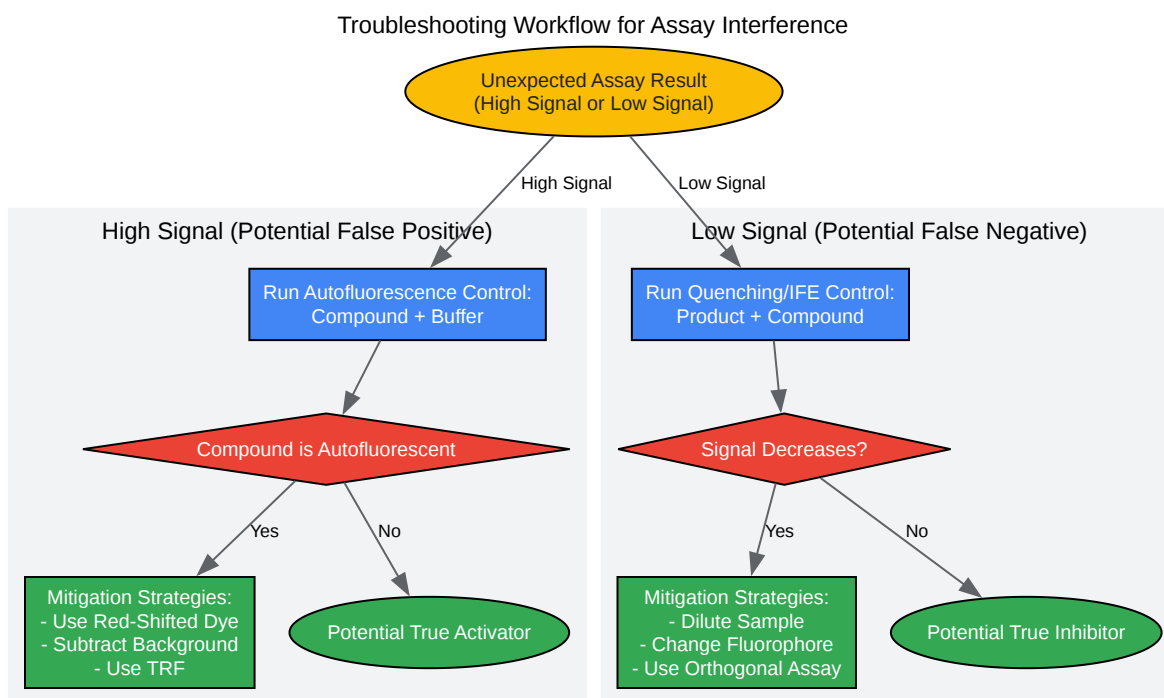 Troubleshooting Workflow for Assay Interference
Unexpected Assay Result
(High Signal or Low Signal)
High Signal
Low Signal
High Signal (Potential False Positive)
Run Autofluorescence Control:
Compound + Buffer
Compound is Autofluorescent
Yes
No
Mitigation Strategies:
- Use Red-Shifted Dye
- Subtract Background
- Use TRF
Potential True Activator
Low Signal (Potential False Negative)
Run Quenching/IFE Control:
Product + Compound
Signal Decreases?
Yes
No
Mitigation Strategies:
- Dilute Sample
- Change Fluorophore
- Use Orthogonal Assay
Potential True Inhibitor